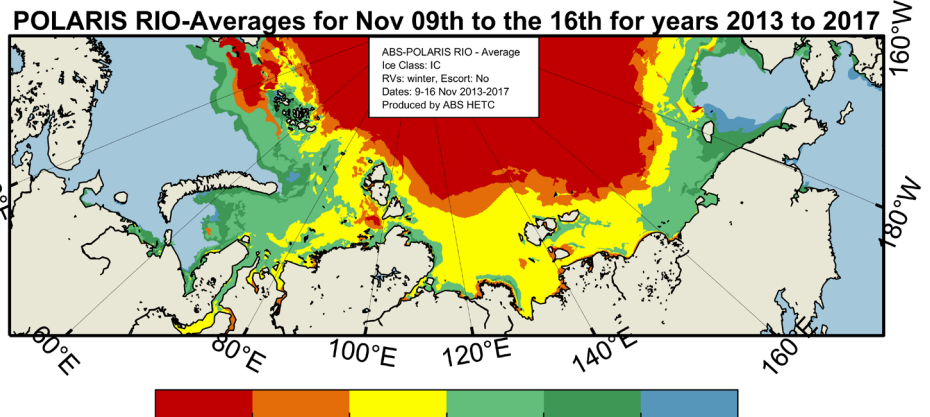 POLARIS RIO-Averages for Nov 09th to the 16th for years 2013 to 2017
ABS-POLARIS RIO - Average
Ice Class: IC
RVs: winter, Escort: No
Dates: 9-16 Nov 2013-2017
Produced by ABS HETC
160°W
180°W
60°E
80°E
100°E
120°E
140°E
160°E